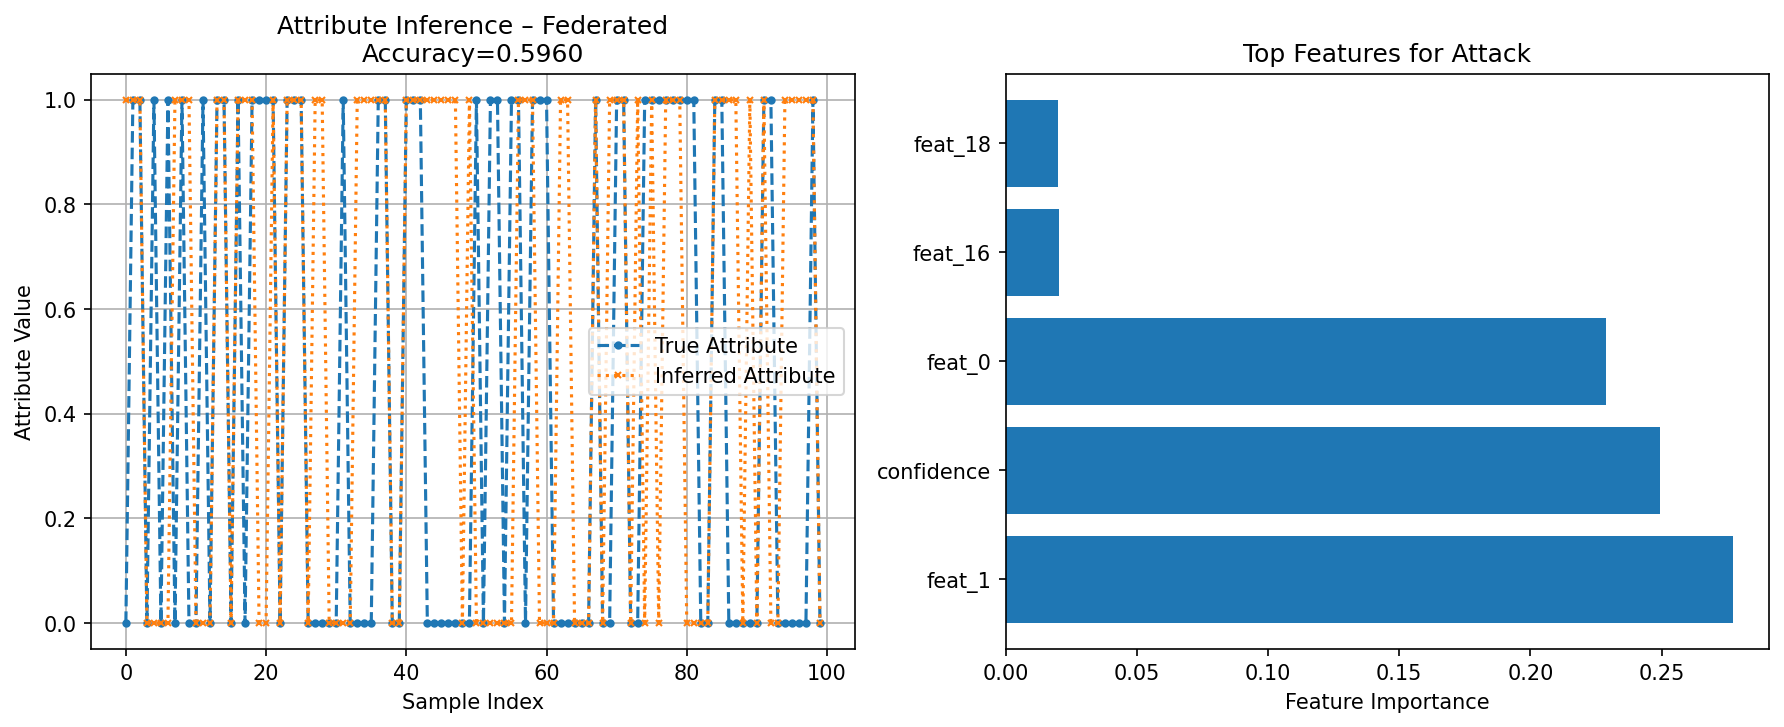 Attribute Inference – Federated
Accuracy=0.5960
Attribute Value
1.0
0.8
0.6
0.4
0.2
0.0
True Attribute
Inferred Attribute
0
20
40
60
80
100
Sample Index
Top Features for Attack
feat_18
feat_16
feat_0
confidence
feat_1
0.00
0.05
0.10
0.15
0.20
0.25
Feature Importance